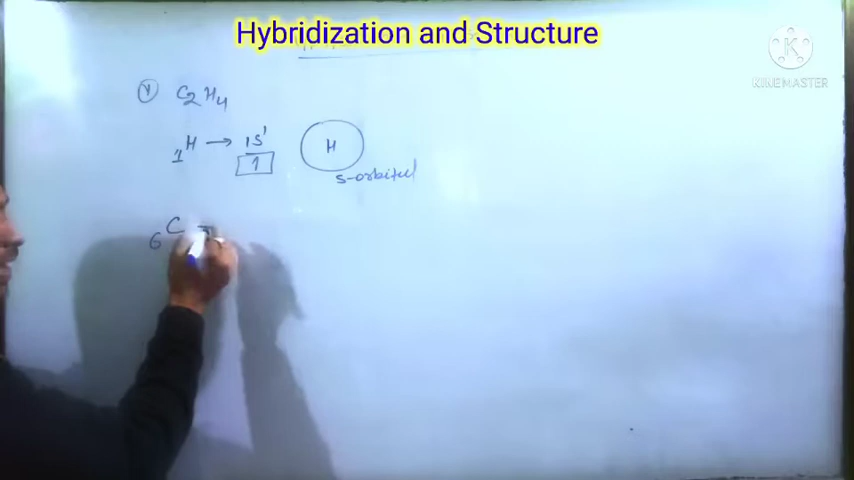 Hybridization and Structure
KINEMASTER
(v) C2H4
1H → 1s¹ H
1
s-orbital
6C